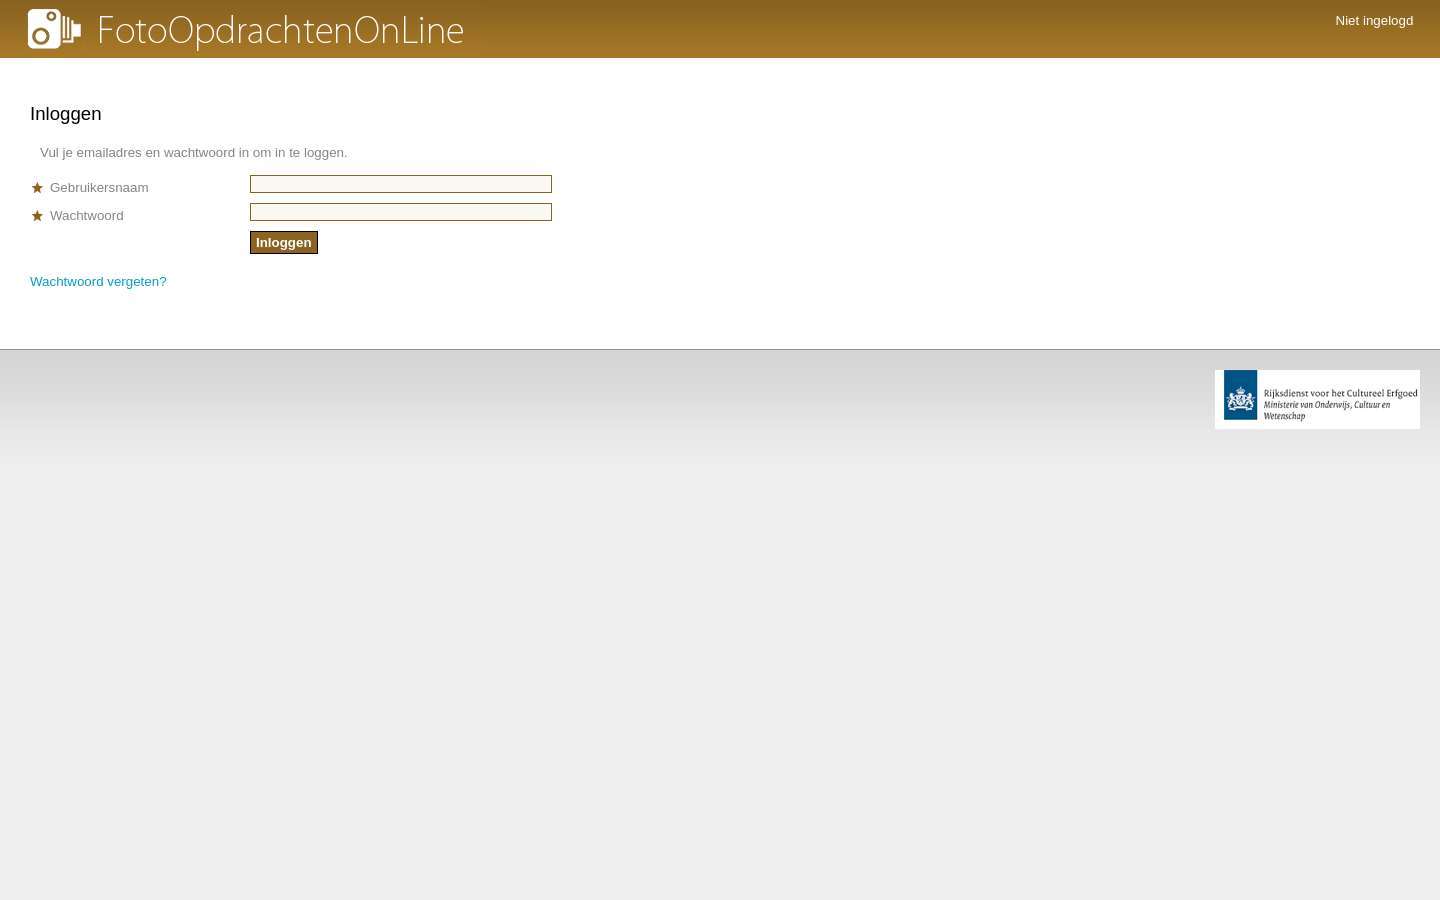 FotoOpdrachtenOnLine
Niet ingelogd
Inloggen
Vul je emailadres en wachtwoord in om in te loggen.
Gebruikersnaam
Wachtwoord
Inloggen
Wachtwoord vergeten?
Rijksdienst voor het Cultureel Erfgoed
Ministerie van Onderwijs, Cultuur en
Wetenschap